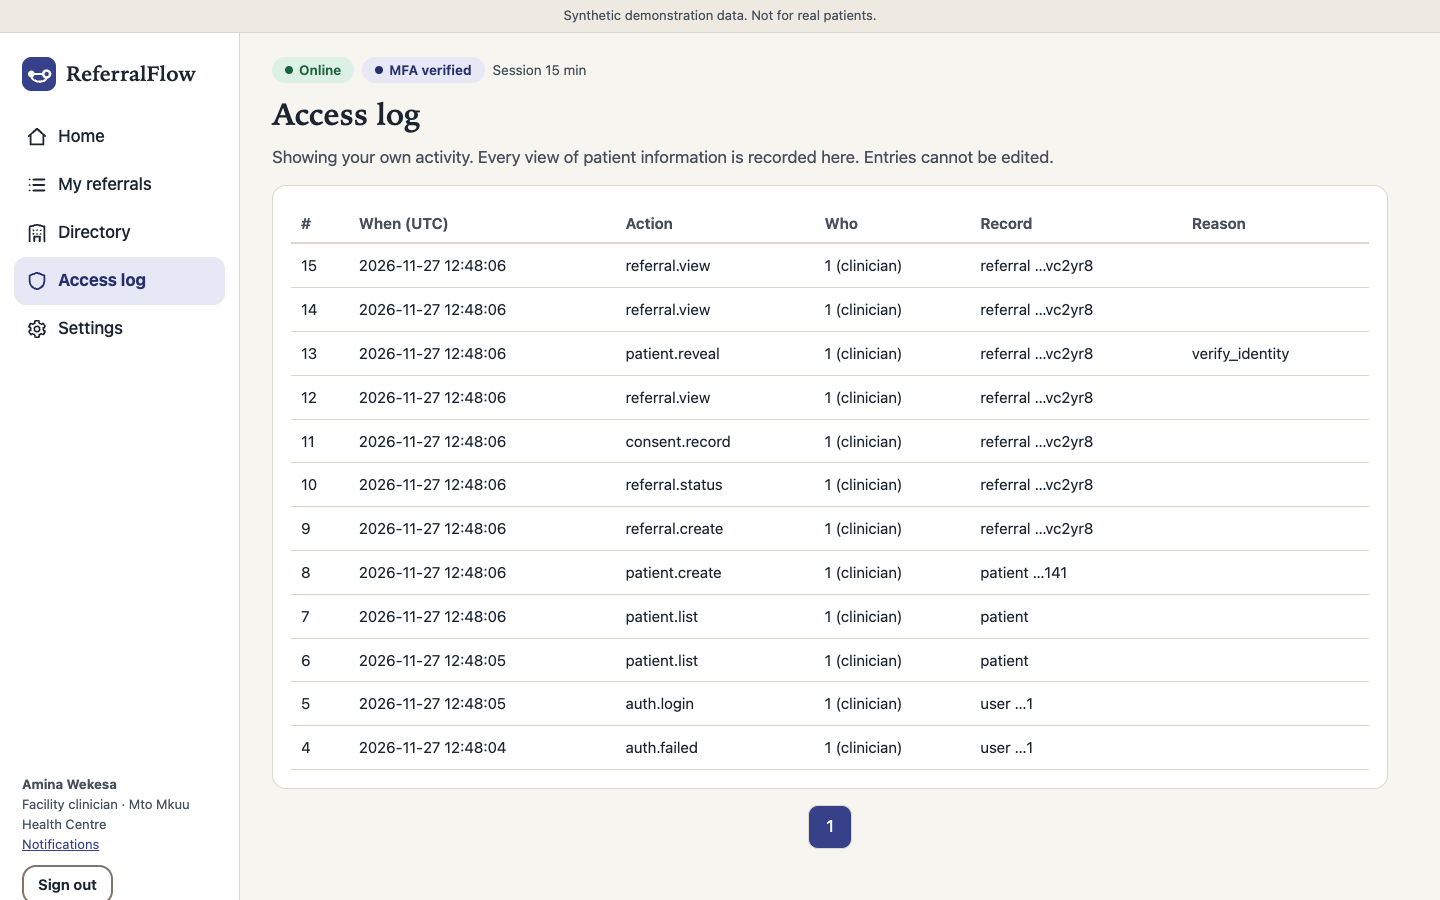 Synthetic demonstration data. Not for real patients.
ReferralFlow
Home
My referrals
Directory
Access log
Settings
Amina Wekesa
Facility clinician · Mto Mkuu
Health Centre
Notifications
Sign out
Online MFA verified Session 15 min
Access log
Showing your own activity. Every view of patient information is recorded here. Entries cannot be edited.
# When (UTC) Action Who Record Reason
15 2026-11-27 12:48:06 referral.view 1 (clinician) referral …vc2yr8
14 2026-11-27 12:48:06 referral.view 1 (clinician) referral …vc2yr8
13 2026-11-27 12:48:06 patient.reveal 1 (clinician) referral …vc2yr8 verify_identity
12 2026-11-27 12:48:06 referral.view 1 (clinician) referral …vc2yr8
11 2026-11-27 12:48:06 consent.record 1 (clinician) referral …vc2yr8
10 2026-11-27 12:48:06 referral.status 1 (clinician) referral …vc2yr8
9 2026-11-27 12:48:06 referral.create 1 (clinician) referral …vc2yr8
8 2026-11-27 12:48:06 patient.create 1 (clinician) patient …141
7 2026-11-27 12:48:06 patient.list 1 (clinician) patient
6 2026-11-27 12:48:05 patient.list 1 (clinician) patient
5 2026-11-27 12:48:05 auth.login 1 (clinician) user …1
4 2026-11-27 12:48:04 auth.failed 1 (clinician) user …1
1